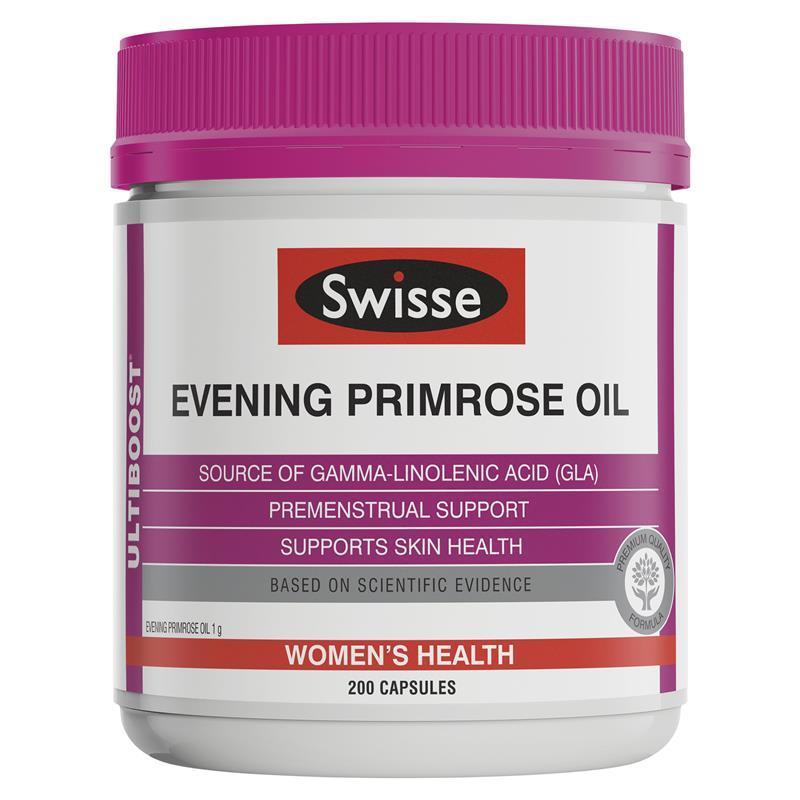 Swisse
EVENING PRIMROSE OIL
ULTIBOOST®
SOURCE OF GAMMA-LINOLENIC ACID (GLA)
PREMENSTRUAL SUPPORT
SUPPORTS SKIN HEALTH
BASED ON SCIENTIFIC EVIDENCE
PREMIUM QUALITY
FORMULA
EVENING PRIMROSE OIL 1 g
WOMEN'S HEALTH
200 CAPSULES